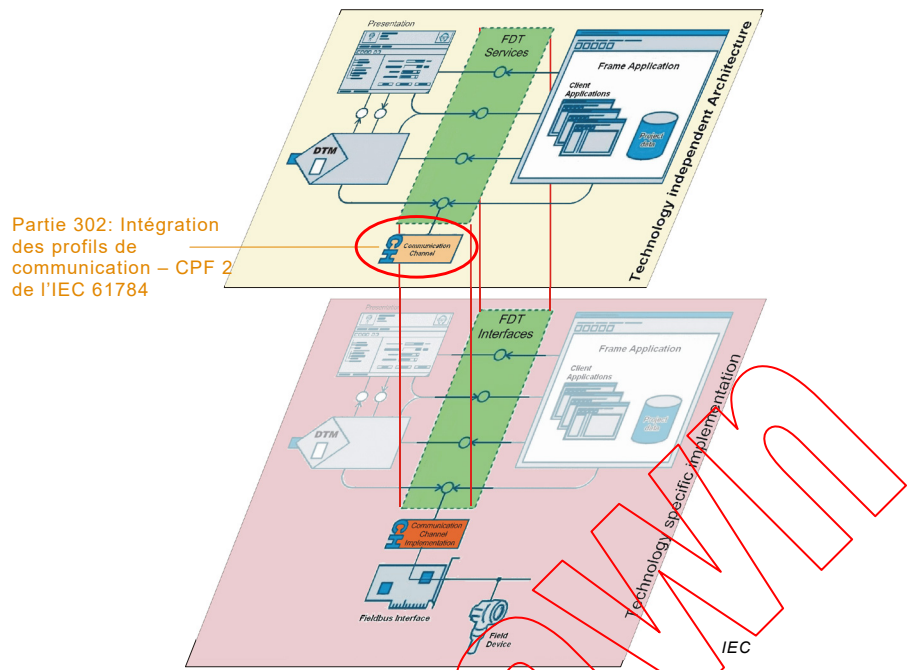 Presentation
FDT
Services
Frame Application
Client
Applications
Project
data
DTM
Technology independent Architecture
Communication
Channel
Partie 302: Intégration
des profils de
communication – CPF 2
de l’IEC 61784
Presentation
FDT
Interfaces
Frame Application
Client
Applications
Project
data
DTM
Technology specific implementation
Communication
Channel
Implementation
Fieldbus Interface
Field
Device
IEC